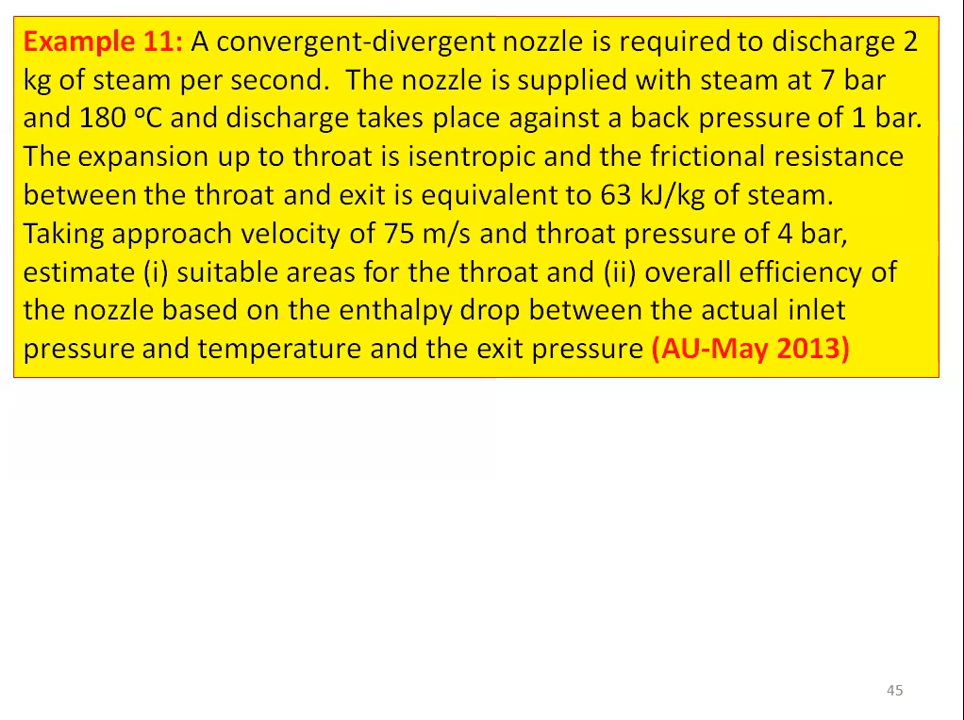 Example 11: A convergent-divergent nozzle is required to discharge 2
kg of steam per second. The nozzle is supplied with steam at 7 bar
and 180 ºC and discharge takes place against a back pressure of 1 bar.
The expansion up to throat is isentropic and the frictional resistance
between the throat and exit is equivalent to 63 kJ/kg of steam.
Taking approach velocity of 75 m/s and throat pressure of 4 bar,
estimate (i) suitable areas for the throat and (ii) overall efficiency of
the nozzle based on the enthalpy drop between the actual inlet
pressure and temperature and the exit pressure (AU-May 2013)
45